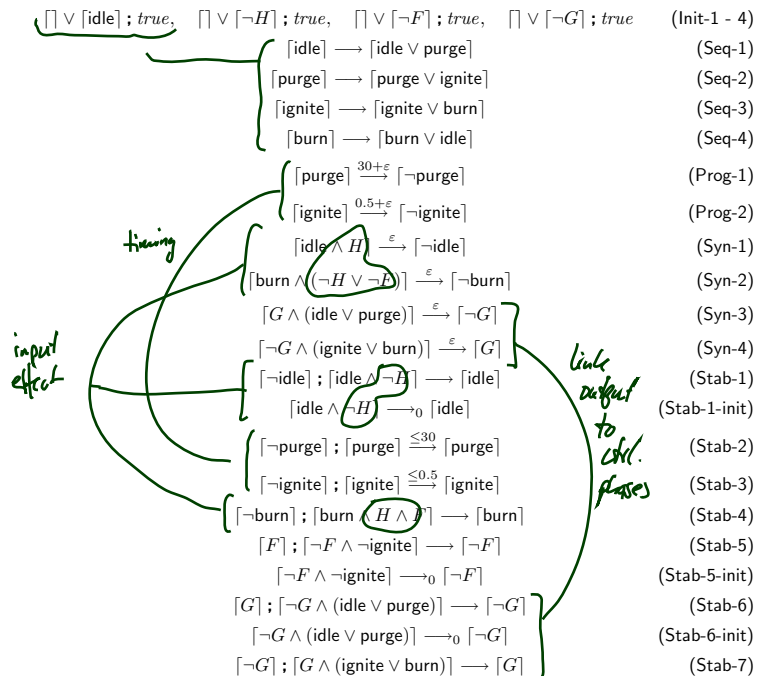 ⌈⌉ ∨ ⌈idle⌉ ; true, ⌈⌉ ∨ ⌈¬H⌉ ; true, ⌈⌉ ∨ ⌈¬F⌉ ; true, ⌈⌉ ∨ ⌈¬G⌉ ; true (Init-1 - 4)
⌈idle⌉ ⟶ ⌈idle ∨ purge⌉ (Seq-1)
⌈purge⌉ ⟶ ⌈purge ∨ ignite⌉ (Seq-2)
⌈ignite⌉ ⟶ ⌈ignite ∨ burn⌉ (Seq-3)
⌈burn⌉ ⟶ ⌈burn ∨ idle⌉ (Seq-4)
⌈purge⌉ ⟶^{30+ε} ⌈¬purge⌉ (Prog-1)
⌈ignite⌉ ⟶^{0.5+ε} ⌈¬ignite⌉ (Prog-2)
timing
⌈idle ∧ H⌉ ⟶^{ε} ⌈¬idle⌉ (Syn-1)
⌈burn ∧ (¬H ∨ ¬F)⌉ ⟶^{ε} ⌈¬burn⌉ (Syn-2)
⌈G ∧ (idle ∨ purge)⌉ ⟶^{ε} ⌈¬G⌉ (Syn-3)
⌈¬G ∧ (ignite ∨ burn)⌉ ⟶^{ε} ⌈G⌉ (Syn-4)
input
effect
link
output
to
ctrl.
phases
⌈¬idle⌉ ; ⌈idle ∧ ¬H⌉ ⟶ ⌈idle⌉ (Stab-1)
⌈idle ∧ ¬H⌉ ⟶₀ ⌈idle⌉ (Stab-1-init)
⌈¬purge⌉ ; ⌈purge⌉ ⟶^{≤30} ⌈purge⌉ (Stab-2)
⌈¬ignite⌉ ; ⌈ignite⌉ ⟶^{≤0.5} ⌈ignite⌉ (Stab-3)
⌈¬burn⌉ ; ⌈burn ∧ H ∧ F⌉ ⟶ ⌈burn⌉ (Stab-4)
⌈F⌉ ; ⌈¬F ∧ ¬ignite⌉ ⟶ ⌈¬F⌉ (Stab-5)
⌈¬F ∧ ¬ignite⌉ ⟶₀ ⌈¬F⌉ (Stab-5-init)
⌈G⌉ ; ⌈¬G ∧ (idle ∨ purge)⌉ ⟶ ⌈¬G⌉ (Stab-6)
⌈¬G ∧ (idle ∨ purge)⌉ ⟶₀ ⌈¬G⌉ (Stab-6-init)
⌈¬G⌉ ; ⌈G ∧ (ignite ∨ burn)⌉ ⟶ ⌈G⌉ (Stab-7)